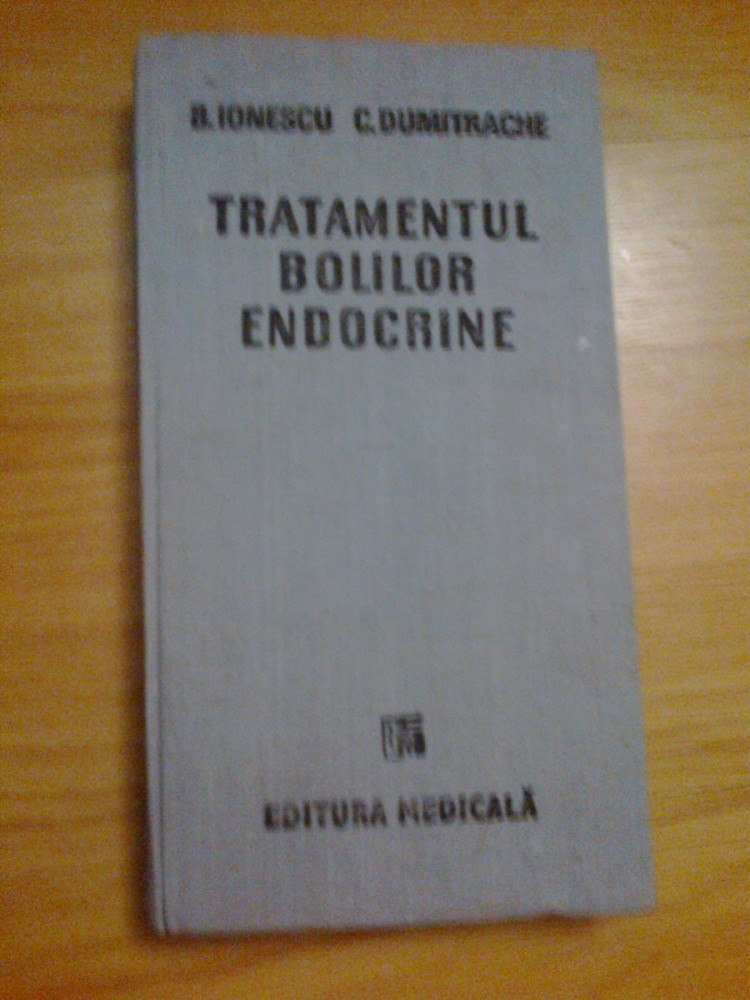 B. IONESCU C. DUMITRACHE
TRATAMENTUL
BOLILOR
ENDOCRINE
EDITURA MEDICALĂ